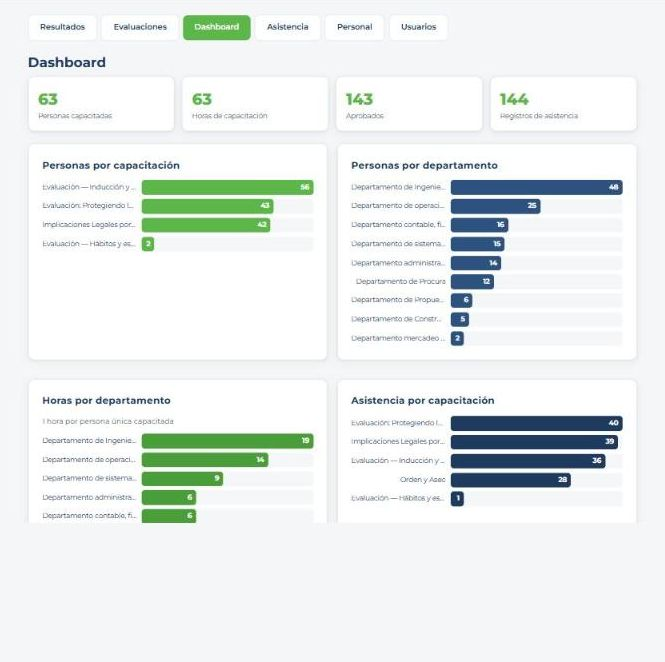 Resultados
Evaluaciones
Dashboard
Asistencia
Personal
Usuarios
Dashboard
63
Personas capacitadas
63
Horas de capacitación
143
Aprobados
144
Registros de asistencia
Personas por capacitación
Evaluación — Inducción y ... 56
Evaluación: Protegiendo l... 43
Implicaciones Legales por... 42
Evaluación — Hábitos y es... 2
Personas por departamento
Departamento de Ingenie... 48
Departamento de operaci... 25
Departamento contable, fi... 16
Departamento de sistema... 15
Departamento administra... 14
Departamento de Procura 12
Departamento de Propue... 6
Departamento de Constr... 5
Departamento mercadeo ... 2
Horas por departamento
1 hora por persona única capacitada
Departamento de Ingenie... 19
Departamento de operaci... 14
Departamento de sistema... 9
Departamento administra... 6
Departamento contable, fi... 6
Asistencia por capacitación
Evaluación: Protegiendo l... 40
Implicaciones Legales por... 39
Evaluación — Inducción y ... 36
Orden y Aseo 28
Evaluación — Hábitos y es... 1